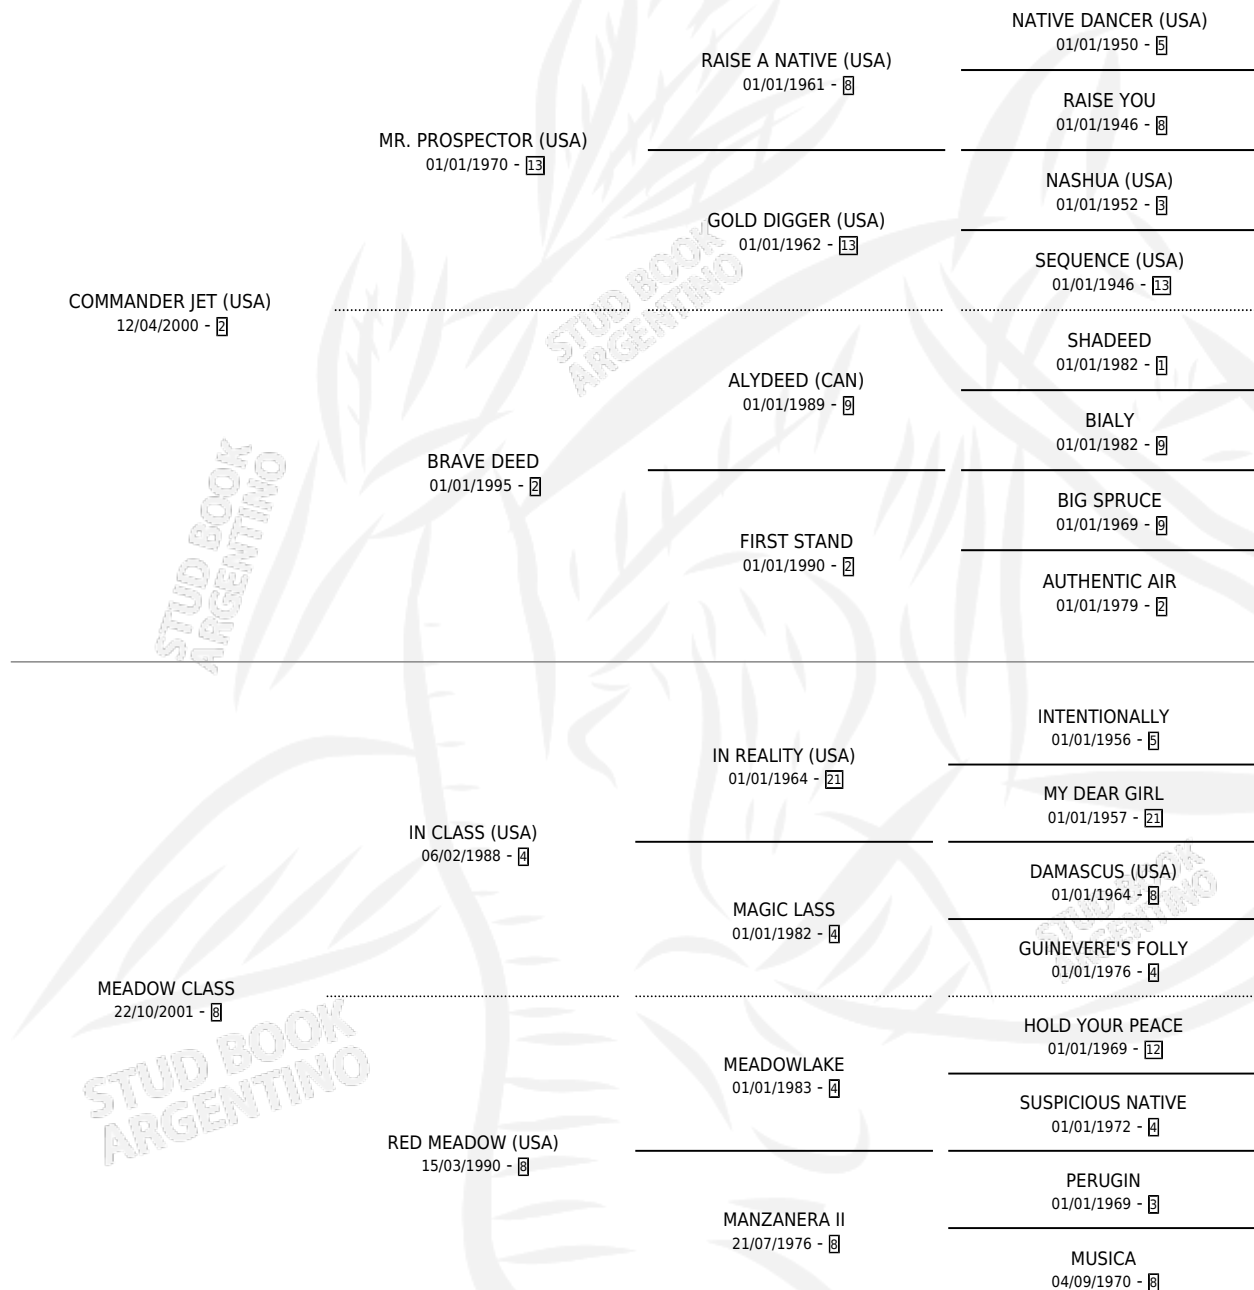 NATIVE DANCER (USA)
01/01/1950 - 5
RAISE A NATIVE (USA)
01/01/1961 - 8
RAISE YOU
01/01/1946 - 8
MR. PROSPECTOR (USA)
01/01/1970 - 13
NASHUA (USA)
01/01/1952 - 3
GOLD DIGGER (USA)
01/01/1962 - 13
SEQUENCE (USA)
01/01/1946 - 13
COMMANDER JET (USA)
12/04/2000 - 2
SHADEED
01/01/1982 - 1
ALYDEED (CAN)
01/01/1989 - 9
BIALY
01/01/1982 - 9
BRAVE DEED
01/01/1995 - 2
BIG SPRUCE
01/01/1969 - 9
FIRST STAND
01/01/1990 - 2
AUTHENTIC AIR
01/01/1979 - 2
INTENTIONALLY
01/01/1956 - 5
IN REALITY (USA)
01/01/1964 - 21
MY DEAR GIRL
01/01/1957 - 21
IN CLASS (USA)
06/02/1988 - 4
DAMASCUS (USA)
01/01/1964 - 8
MAGIC LASS
01/01/1982 - 4
GUINEVERE'S FOLLY
01/01/1976 - 4
MEADOW CLASS
22/10/2001 - 8
HOLD YOUR PEACE
01/01/1969 - 12
MEADOWLAKE
01/01/1983 - 4
SUSPICIOUS NATIVE
01/01/1972 - 4
RED MEADOW (USA)
15/03/1990 - 8
PERUGIN
01/01/1969 - 3
MANZANERA II
21/07/1976 - 8
MUSICA
04/09/1970 - 8
STUD BOOK
ARGENTINO
STUD BOOK
ARGENTINO
STUD BOOK
ARGENTINO
STUD BOOK
ARGENTINO